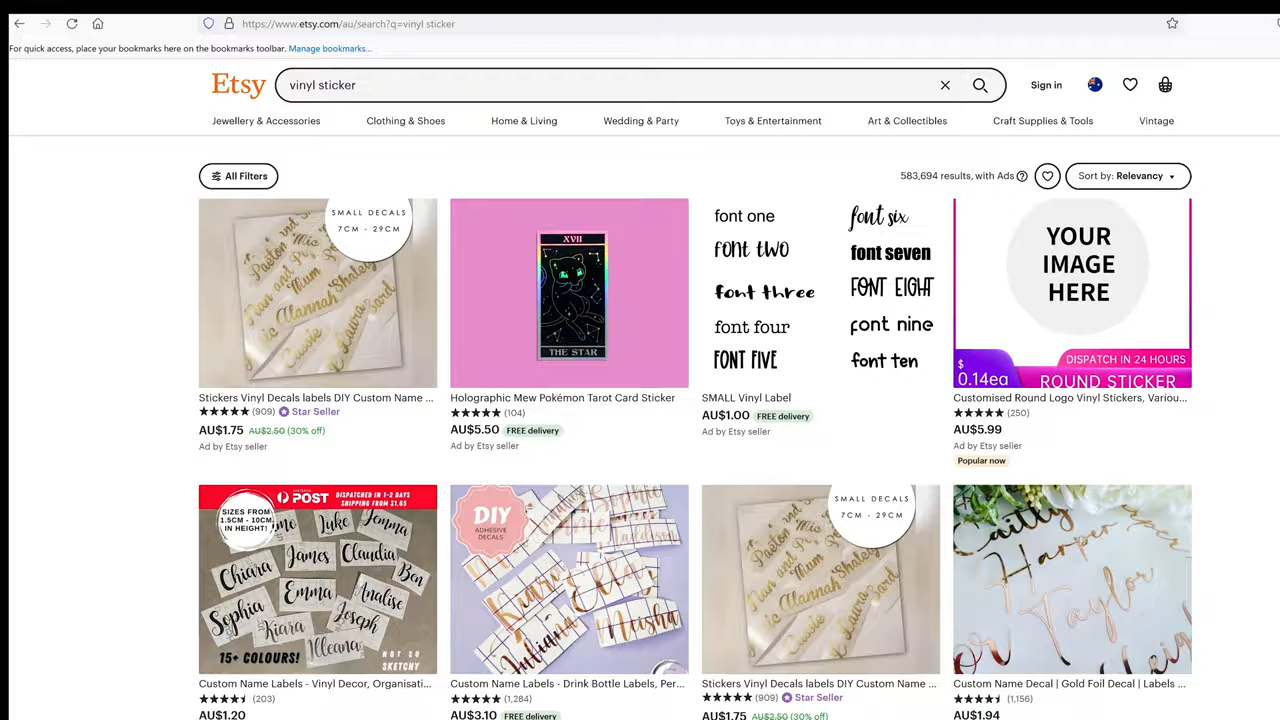 https://www.etsy.com/au/search?q=vinyl sticker
For quick access, place your bookmarks here on the bookmarks toolbar. Manage bookmarks...
Etsy
vinyl sticker
Sign in
Jewellery & Accessories
Clothing & Shoes
Home & Living
Wedding & Party
Toys & Entertainment
Art & Collectibles
Craft Supplies & Tools
Vintage
All Filters
583,694 results, with Ads
Sort by: Relevancy
SMALL DECALS
7CM - 29CM
Mum
Alannah
Cassie
Laura
Stickers Vinyl Decals labels DIY Custom Name ...
(909) Star Seller
AU$1.75 AU$2.50 (30% off)
Ad by Etsy seller
XVII
THE STAR
Holographic Mew Pokémon Tarot Card Sticker
(104)
AU$5.50 FREE delivery
Ad by Etsy seller
font one
font two
font three
font four
FONT FIVE
font six
font seven
FONT EIGHT
font nine
font ten
SMALL Vinyl Label
AU$1.00 FREE delivery
Ad by Etsy seller
YOUR
IMAGE
HERE
DISPATCH IN 24 HOURS
$
0.14ea
ROUND STICKER
Customised Round Logo Vinyl Stickers, Variou...
(250)
AU$5.99
Ad by Etsy seller
Popular now
POST
DISPATCHED IN 1-2 DAYS
SHIPPING FROM $1.65
SIZES FROM
1.5CM - 10CM
IN HEIGHT!
Luke
Jemma
James
Claudia
Chiara
Ben
Emma
Analise
Sophia
Joseph
Kiara
Illeana
15+ COLOURS!
NOT SO
SKETCHY
Custom Name Labels - Vinyl Decor, Organisati...
(203)
AU$1.20
DIY
ADHESIVE
DECALS
Juliana
Custom Name Labels - Drink Bottle Labels, Per...
(1,284)
AU$3.10 FREE delivery
SMALL DECALS
7CM - 29CM
Mum
Alannah
Cassie
Laura
Stickers Vinyl Decals labels DIY Custom Name ...
(909) Star Seller
AU$1.75 AU$2.50 (30% off)
Harper
Taylor
Custom Name Decal | Gold Foil Decal | Labels ...
(1,156)
AU$1.94